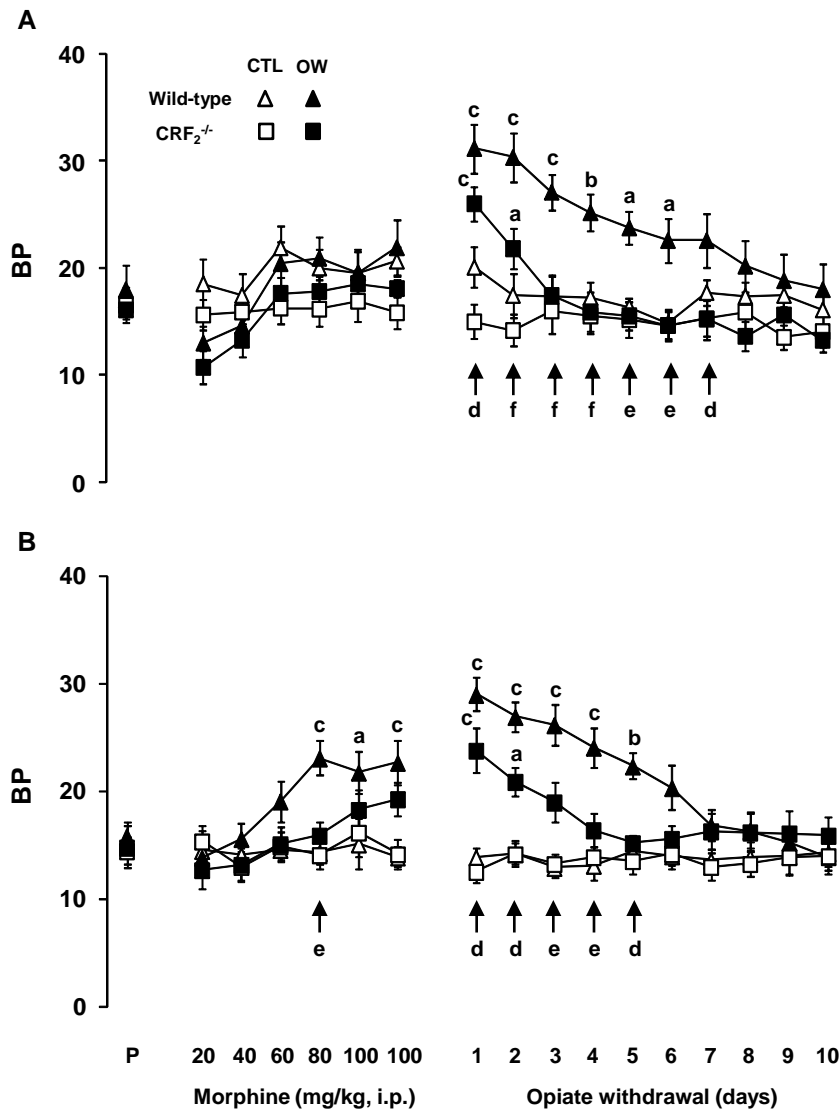 A
40
30
20
10
0
BP
CTL OW
Wild-type
CRF2-/-
c
c
c
b
a
a
c
a
d f f f e e d
B
40
30
20
10
0
BP
c
a
c
c
c
c
c
b
c
a
e
d d e e d
P 20 40 60 80 100 100 1 2 3 4 5 6 7 8 9 10
Morphine (mg/kg, i.p.) Opiate withdrawal (days)